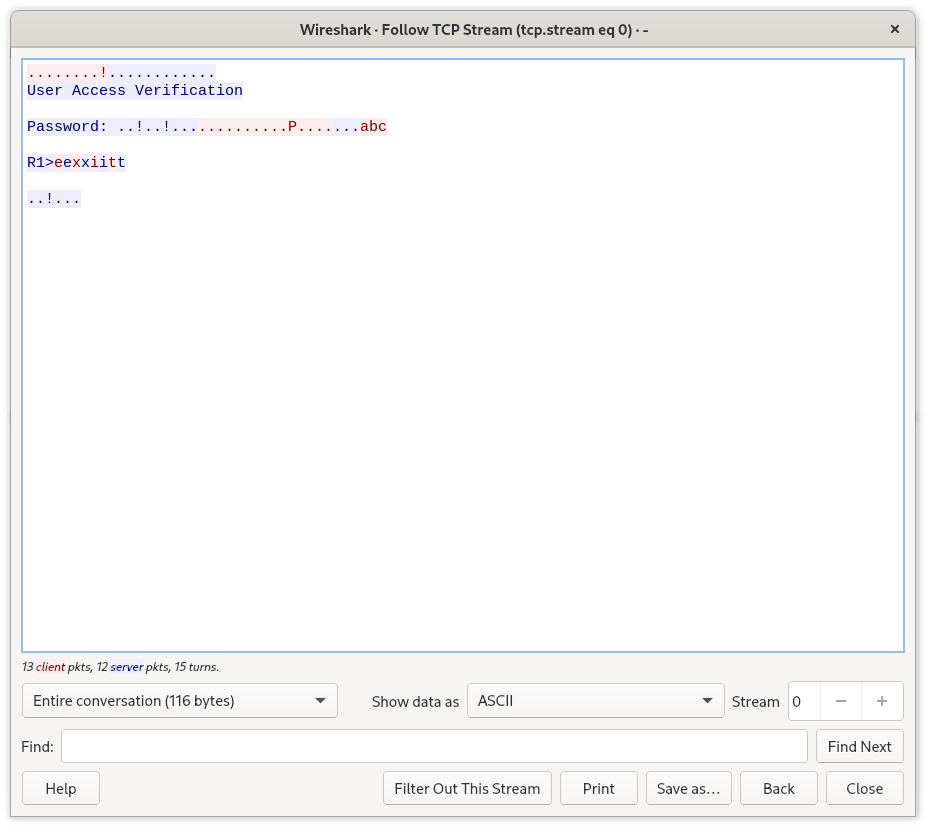 Wireshark · Follow TCP Stream (tcp.stream eq 0) · -
........!............
User Access Verification
Password: ..!..!.............P.......abc
R1>eexxiitt
..!...
13 client pkts, 12 server pkts, 15 turns.
Entire conversation (116 bytes) Show data as ASCII Stream 0
Find: Find Next
Help Filter Out This Stream Print Save as… Back Close